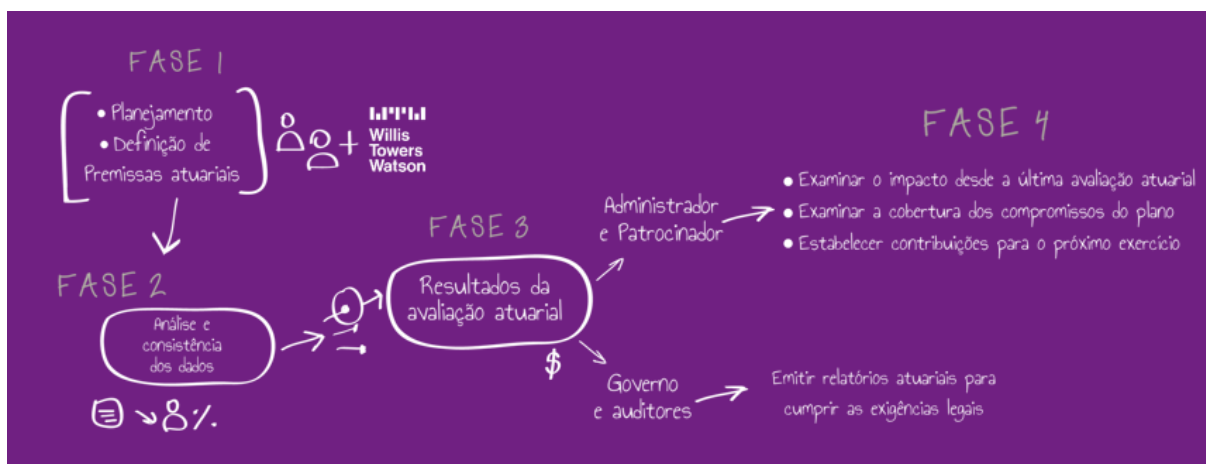 FASE 1
• Planejamento
• Definição de
Premissas atuariais
+
Willis
Towers
Watson
FASE 2
Análise e
consistência
dos dados
%
FASE 3
Resultados da
avaliação atuarial
$
Administrador
e Patrocinador
Governo
e auditores
FASE 4
• Examinar o impacto desde a última avaliação atuarial
• Examinar a cobertura dos compromissos do plano
• Estabelecer contribuições para o próximo exercício
Emitir relatórios atuariais para
cumprir as exigências legais